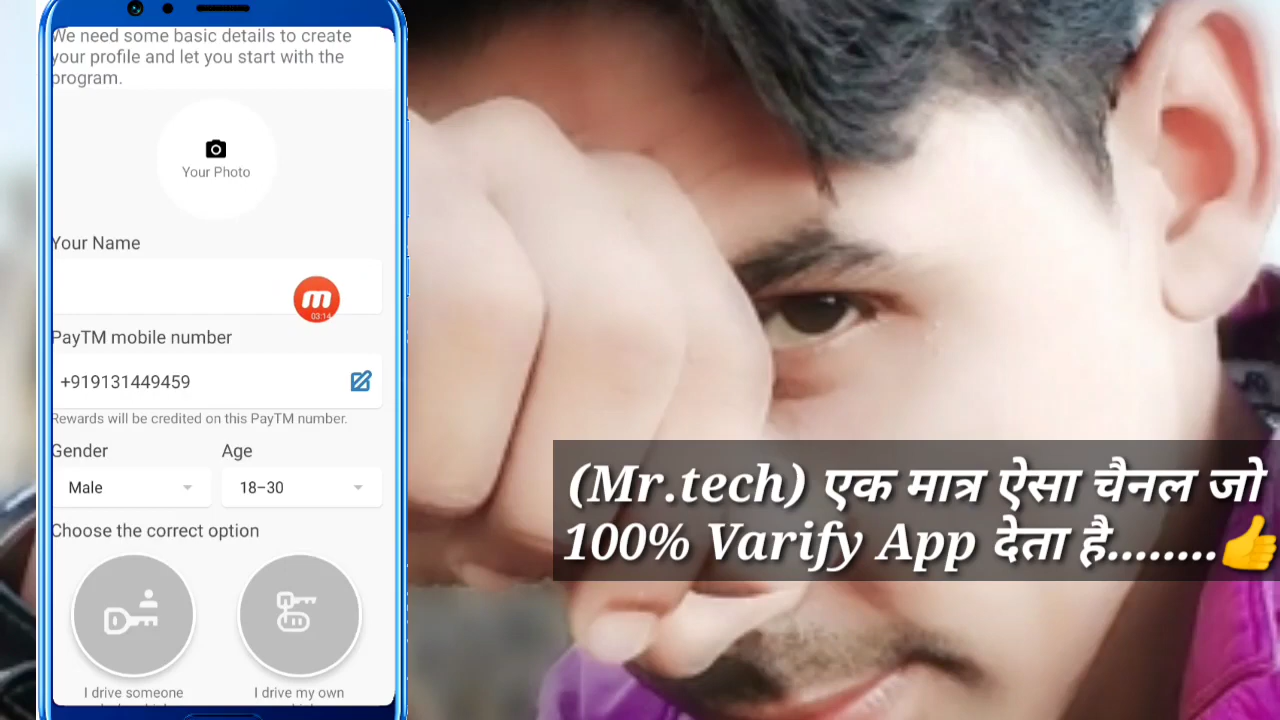 We need some basic details to create
your profile and let you start with the
program.
Your Photo
Your Name
m
03:14
PayTM mobile number
+919131449459
Rewards will be credited on this PayTM number.
Gender
Age
Male
18-30
Choose the correct option
I drive someone
I drive my own
(Mr.tech) एक मात्र ऐसा चैनल जो
100% Varify App देता है........👍